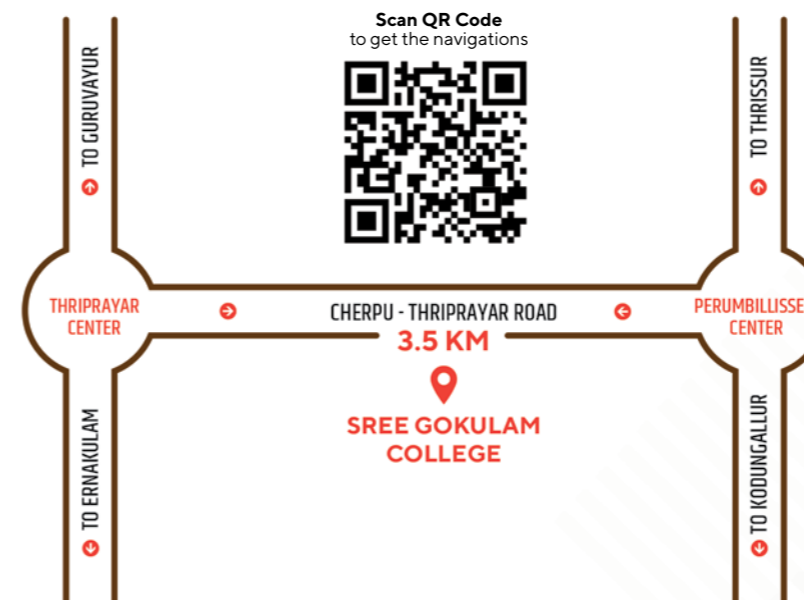 Scan QR Code
to get the navigations
TO GURUVAYUR
TO THRISSUR
THRIPRAYAR
CENTER
CHERPU - THRIPRAYAR ROAD
3.5 KM
PERUMBILLISSE
CENTER
SREE GOKULAM
COLLEGE
TO ERNAKULAM
TO KODUNGALLUR